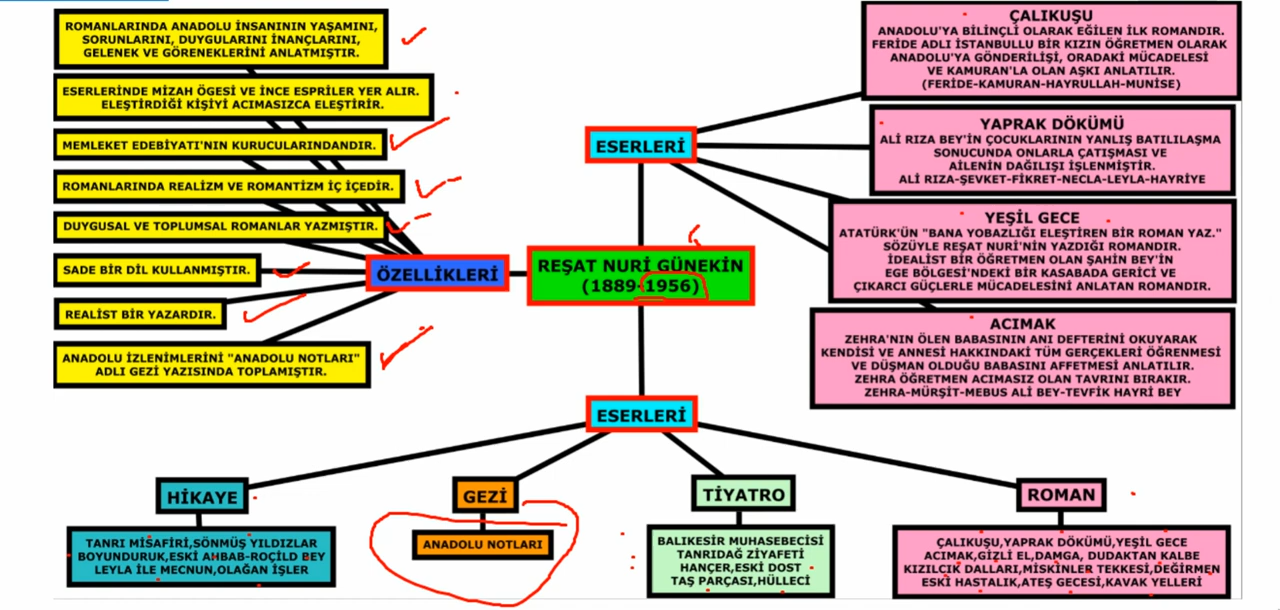 ROMANLARINDA ANADOLU İNSANININ YAŞAMINI,
SORUNLARINI, DUYGULARINI İNANÇLARINI,
GELENEK VE GÖRENEKLERİNİ ANLATMIŞTIR.
ESERLERİNDE MİZAH ÖGESİ VE İNCE ESPRİLER YER ALIR.
ELEŞTİRDİĞİ KİŞİYİ ACIMASIZCA ELEŞTİRİR.
MEMLEKET EDEBİYATI'NIN KURUCULARINDANDIR.
ROMANLARINDA REALİZM VE ROMANTİZM İÇ İÇEDİR.
DUYGUSAL VE TOPLUMSAL ROMANLAR YAZMIŞTIR.
SADE BİR DİL KULLANMIŞTIR.
REALİST BİR YAZARDIR.
ANADOLU İZLENİMLERİNİ "ANADOLU NOTLARI"
ADLI GEZİ YAZISINDA TOPLAMIŞTIR.
ÖZELLİKLERİ
REŞAT NURİ GÜNEKİN
(1889-1956)
ESERLERİ
ÇALIKUŞU
ANADOLU'YA BİLİNÇLİ OLARAK EĞİLEN İLK ROMANDIR.
FERİDE ADLI İSTANBULLU BİR KIZIN ÖĞRETMEN OLARAK
ANADOLU'YA GÖNDERİLİŞİ, ORADAKİ MÜCADELESİ
VE KAMURAN'LA OLAN AŞKI ANLATILIR.
(FERİDE-KAMURAN-HAYRULLAH-MUNİSE)
YAPRAK DÖKÜMÜ
ALİ RIZA BEY'İN ÇOCUKLARININ YANLIŞ BATILILAŞMA
SONUCUNDA ONLARLA ÇATIŞMASI VE
AİLENİN DAĞILIŞI İŞLENMİŞTİR.
ALİ RIZA-ŞEVKET-FİKRET-NECLA-LEYLA-HAYRİYE
YEŞİL GECE
ATATÜRK'ÜN "BANA YOBAZLIĞI ELEŞTİREN BİR ROMAN YAZ."
SÖZÜYLE REŞAT NURİ'NİN YAZDIĞI ROMANDIR.
İDEALİST BİR ÖĞRETMEN OLAN ŞAHİN BEY'İN
EGE BÖLGESİ'NDEKİ BİR KASABADA GERİCİ VE
ÇIKARCI GÜÇLERLE MÜCADELESİNİ ANLATAN ROMANDIR.
ACIMAK
ZEHRA'NIN ÖLEN BABASININ ANI DEFTERİNİ OKUYARAK
KENDİSİ VE ANNESİ HAKKINDAKİ TÜM GERÇEKLERİ ÖĞRENMESİ
VE DÜŞMAN OLDUĞU BABASINI AFFETMESİ ANLATILIR.
ZEHRA ÖĞRETMEN ACIMASIZ OLAN TAVRINI BIRAKIR.
ZEHRA-MÜRŞİT-MEBUS ALİ BEY-TEVFİK HAYRİ BEY
ESERLERİ
HİKAYE
TANRI MİSAFİRİ,SÖNMÜŞ YILDIZLAR
BOYUNDURUK,ESKİ AHBAB-ROÇİLD BEY
LEYLA İLE MECNUN,OLAĞAN İŞLER
GEZİ
ANADOLU NOTLARI
TİYATRO
BALIKESİR MUHASEBECİSİ
TANRIDAĞ ZİYAFETİ
HANÇER,ESKİ DOST
TAŞ PARÇASI,HÜLLECİ
ROMAN
ÇALIKUŞU,YAPRAK DÖKÜMÜ,YEŞİL GECE
ACIMAK,GİZLİ EL,DAMGA, DUDAKTAN KALBE
KIZILCIK DALLARI,MİSKİNLER TEKKESİ,DEĞİRMEN
ESKİ HASTALIK,ATEŞ GECESİ,KAVAK YELLERİ